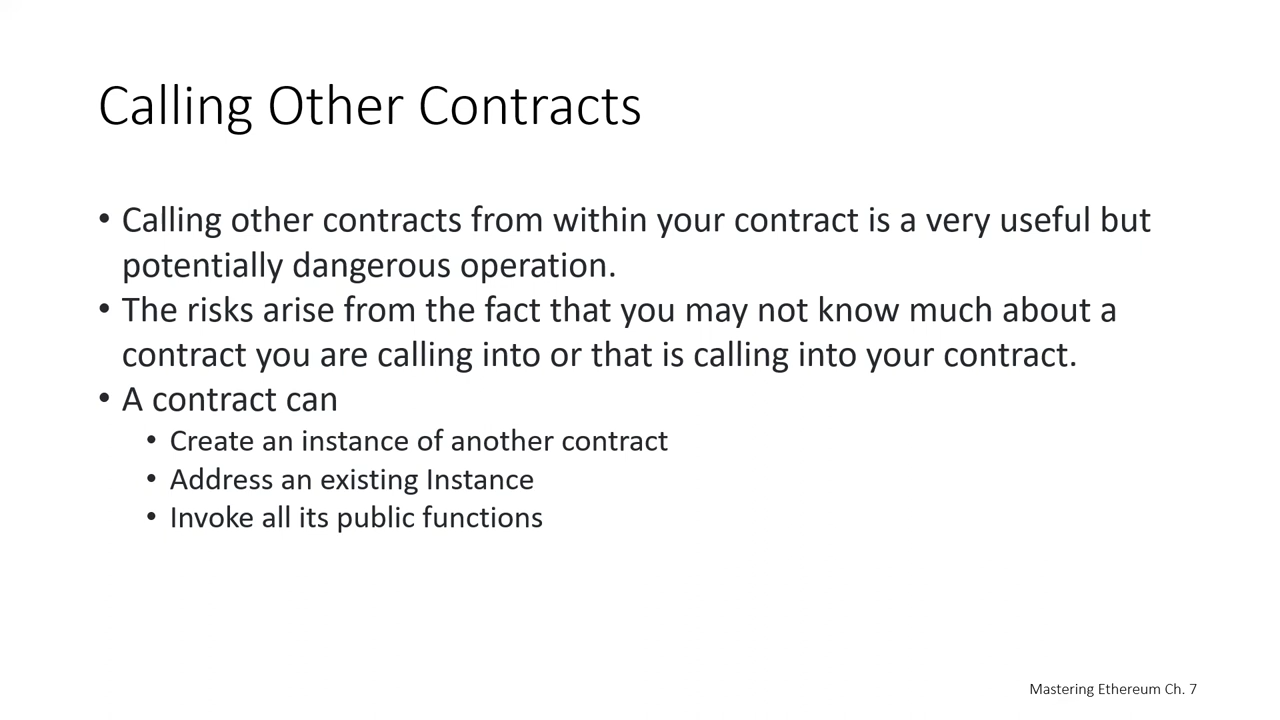 Calling Other Contracts
• Calling other contracts from within your contract is a very useful but
potentially dangerous operation.
• The risks arise from the fact that you may not know much about a
contract you are calling into or that is calling into your contract.
• A contract can
• Create an instance of another contract
• Address an existing Instance
• Invoke all its public functions
Mastering Ethereum Ch. 7